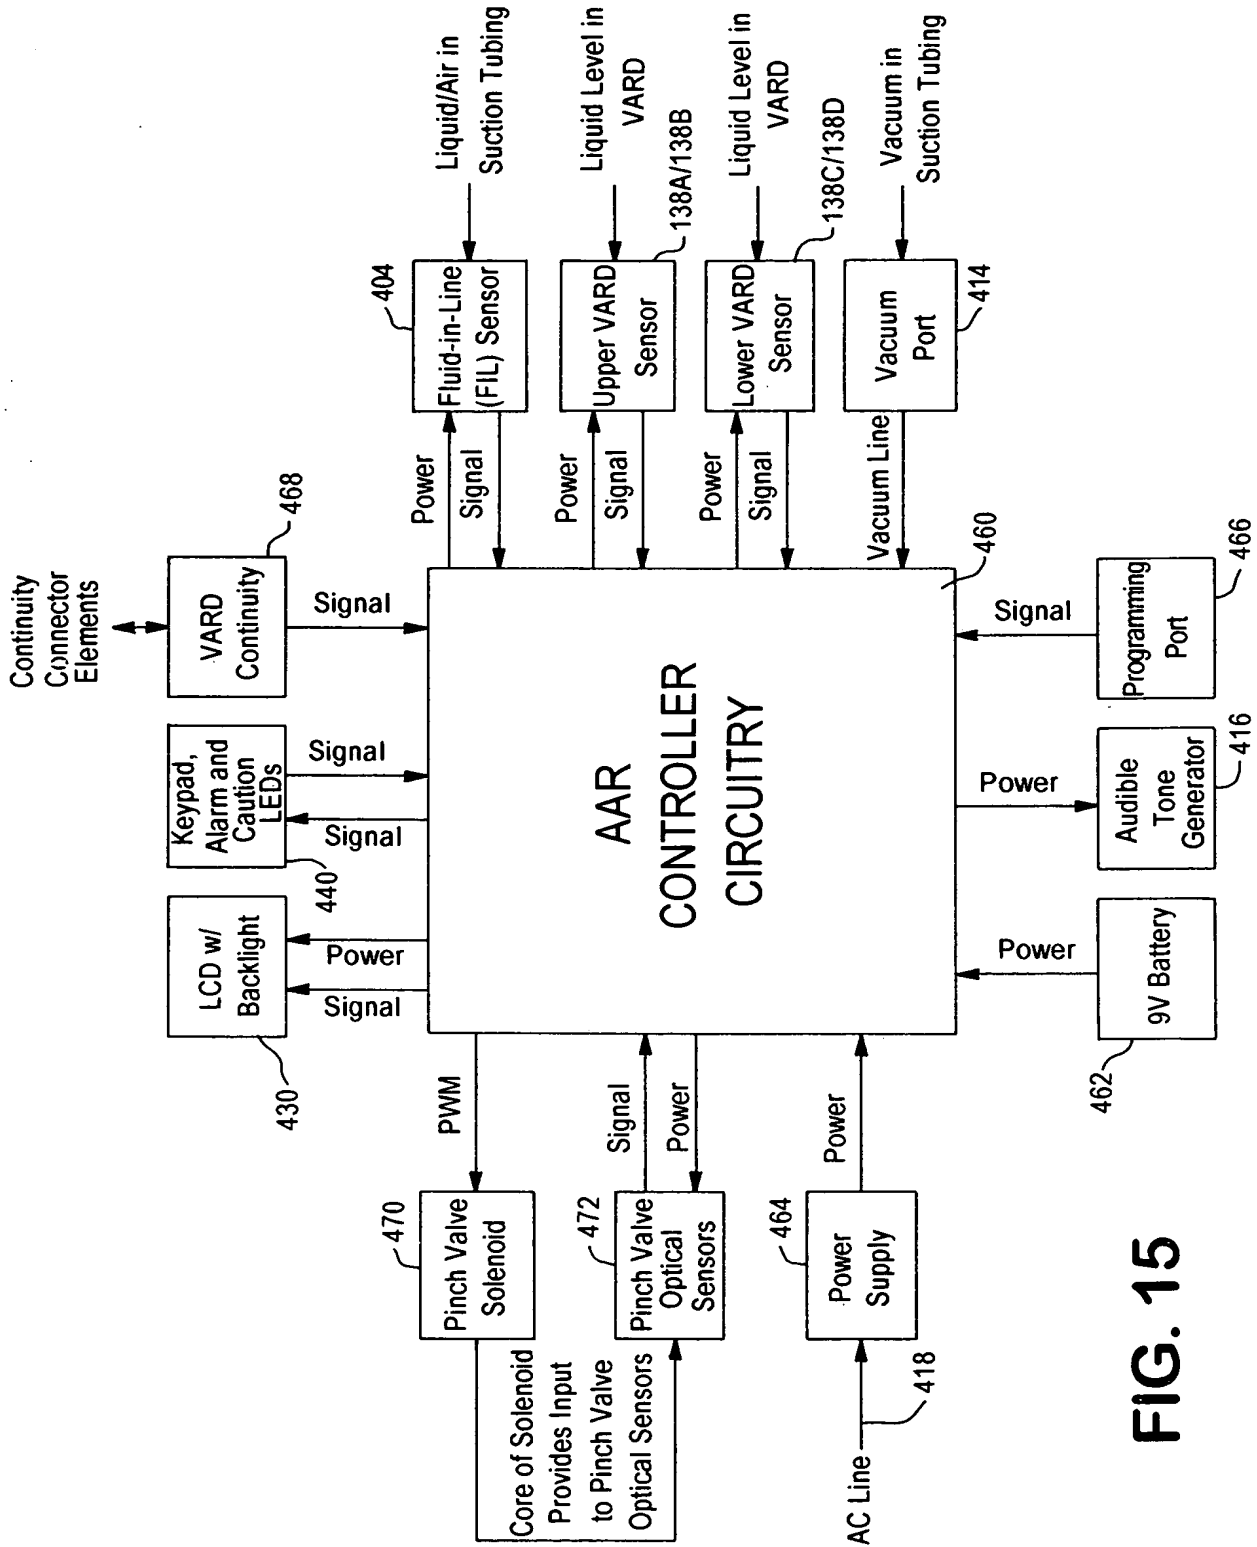 Continuity
Connector
Elements
LCD w/
Backlight
430
Signal
Power
Keypad,
Alarm and
Caution
LEDs
440
Signal
Signal
VARD
Continuity
468
Signal
Pinch Valve
Solenoid
470
PWM
Core of Solenoid
Provides Input
to Pinch Valve
Optical Sensors
Pinch Valve
Optical
Sensors
472
Signal
Power
AC Line
418
Power
Supply
464
Power
AAR
CONTROLLER
CIRCUITRY
460
Power
Signal
Fluid-in-Line
(FIL) Sensor
404
Liquid/Air in
Suction Tubing
Power
Signal
Upper VARD
Sensor
138A/138B
Liquid Level in
VARD
Power
Signal
Lower VARD
Sensor
138C/138D
Liquid Level in
VARD
Vacuum Line
Vacuum
Port
414
Vacuum in
Suction Tubing
Power
9V Battery
462
Power
Audible
Tone
Generator
416
Signal
Programming
Port
466
FIG. 15